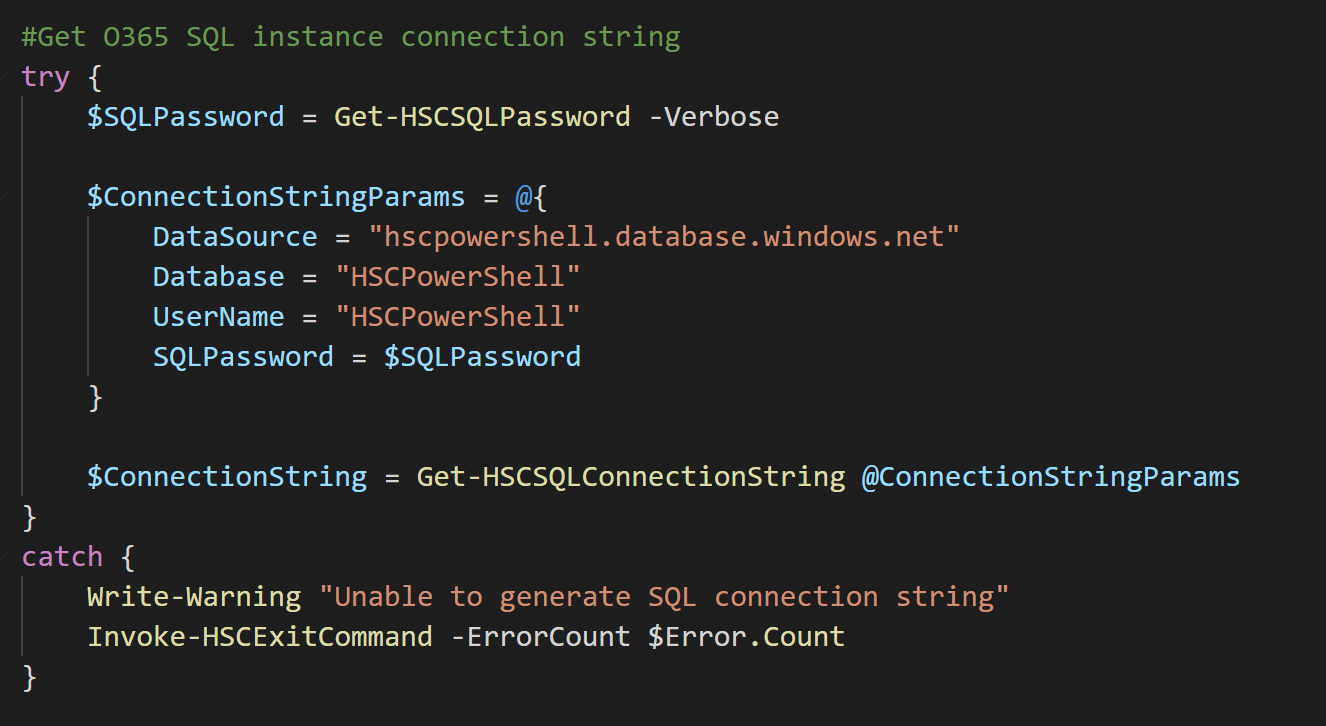 #Get O365 SQL instance connection string
try {
    $SQLPassword = Get-HSCSQLPassword -Verbose
    $ConnectionStringParams = @{
        DataSource = "hscpowershell.database.windows.net"
        Database = "HSCPowerShell"
        UserName = "HSCPowerShell"
        SQLPassword = $SQLPassword
    }
    $ConnectionString = Get-HSCSQLConnectionString @ConnectionStringParams
}
catch {
    Write-Warning "Unable to generate SQL connection string"
    Invoke-HSCExitCommand -ErrorCount $Error.Count
}